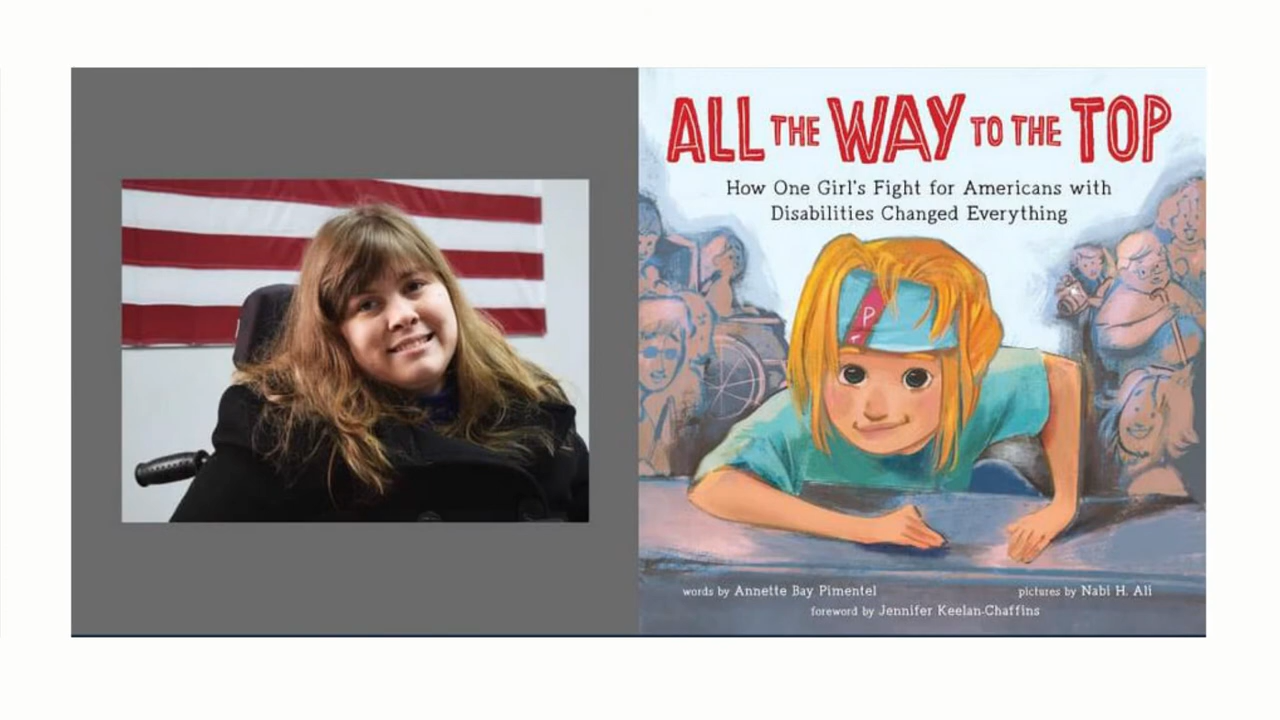 ALL THE WAY TO THE TOP
How One Girl's Fight for Americans with
Disabilities Changed Everything
P
words by Annette Bay Pimentel
pictures by Nabi H. Ali
foreword by Jennifer Keelan-Chaffins